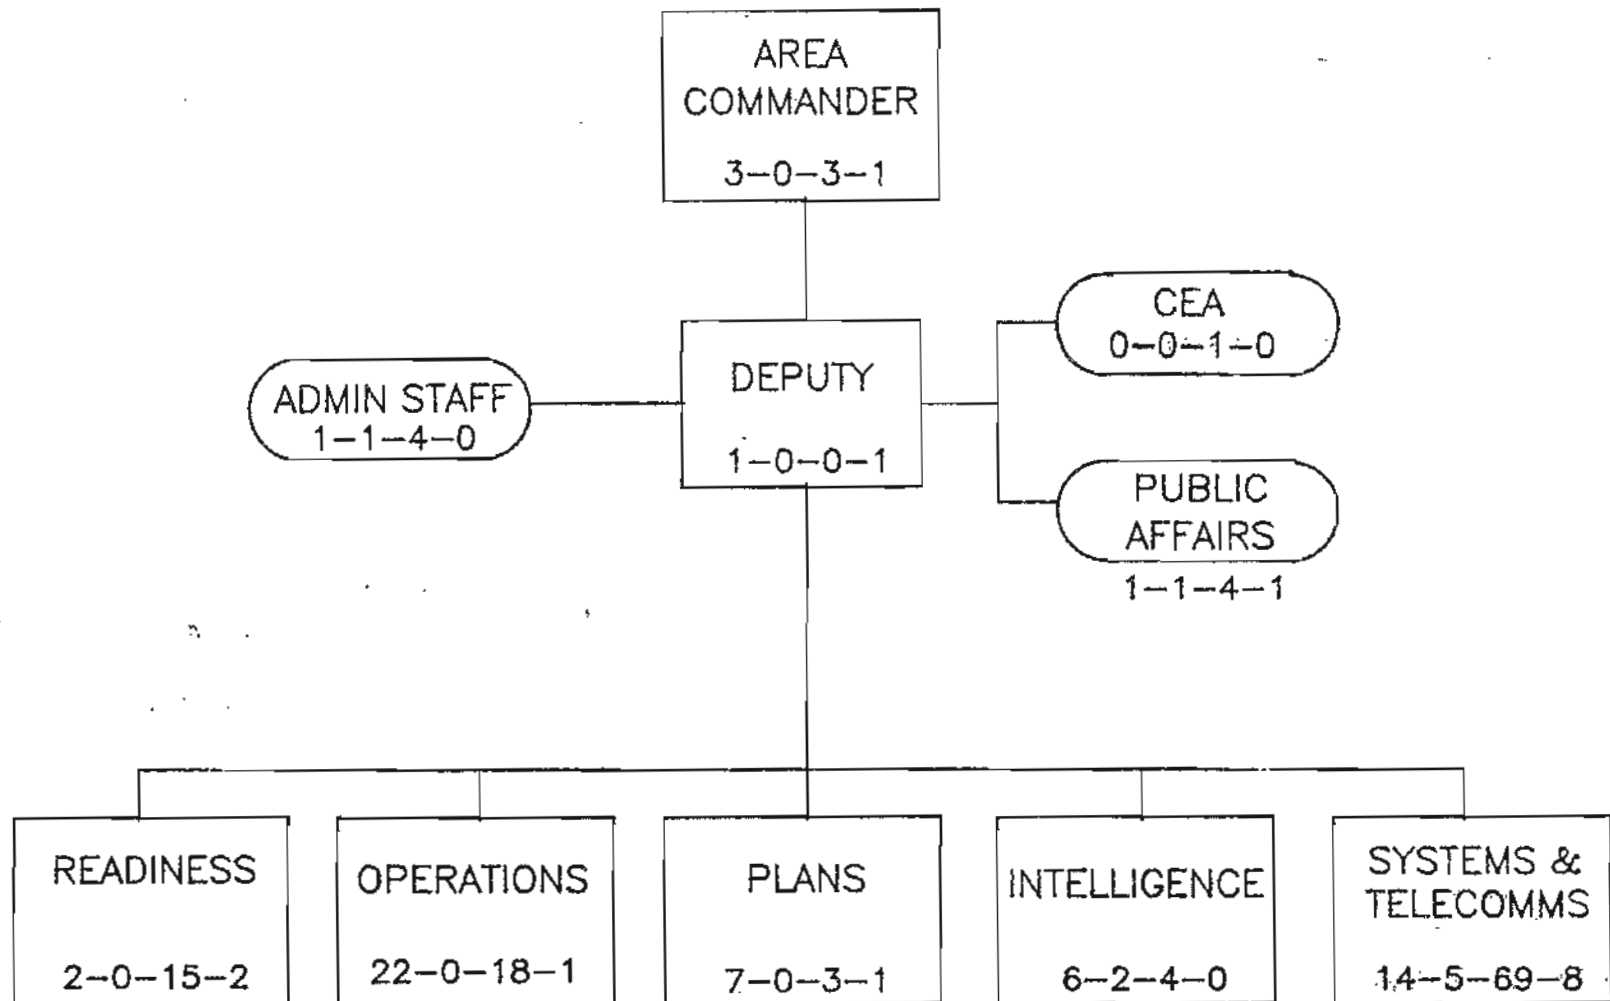 AREA
COMMANDER
3-0-3-1
CEA
0-0-1-0
ADMIN STAFF
1-1-4-0
DEPUTY
1-0-0-1
PUBLIC
AFFAIRS
1-1-4-1
READINESS
2-0-15-2
OPERATIONS
22-0-18-1
PLANS
7-0-3-1
INTELLIGENCE
6-2-4-0
SYSTEMS &
TELECOMMS
14-5-69-8